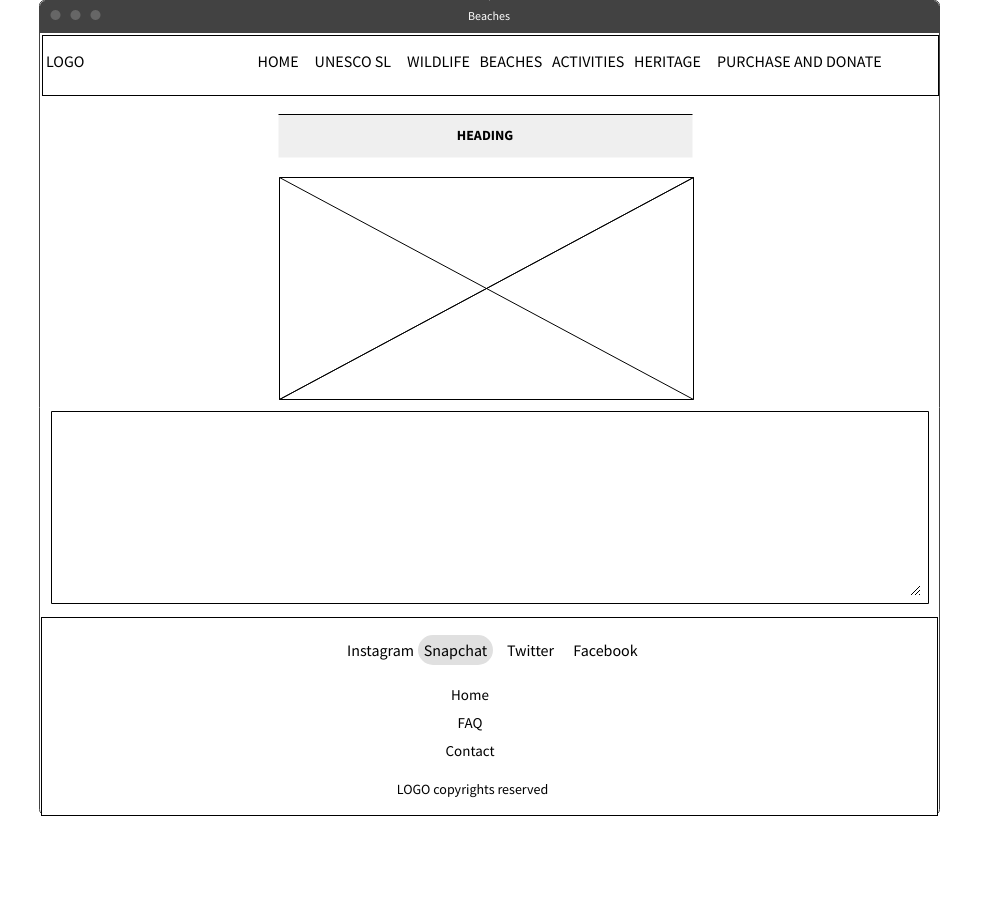 Beaches
LOGO HOME UNESCO SL WILDLIFE BEACHES ACTIVITIES HERITAGE PURCHASE AND DONATE
HEADING
Instagram Snapchat Twitter Facebook
Home
FAQ
Contact
LOGO copyrights reserved